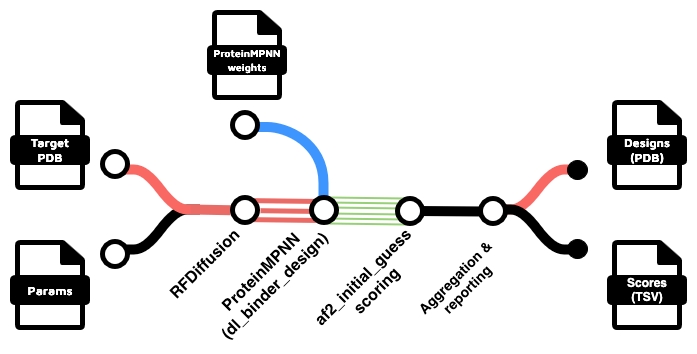 ProteinMPNN
weights
Target
PDB
Params
RFDiffusion
ProteinMPNN
(dl_binder_design)
af2_initial_guess
scoring
Aggregation &
reporting
Designs
(PDB)
Scores
(TSV)